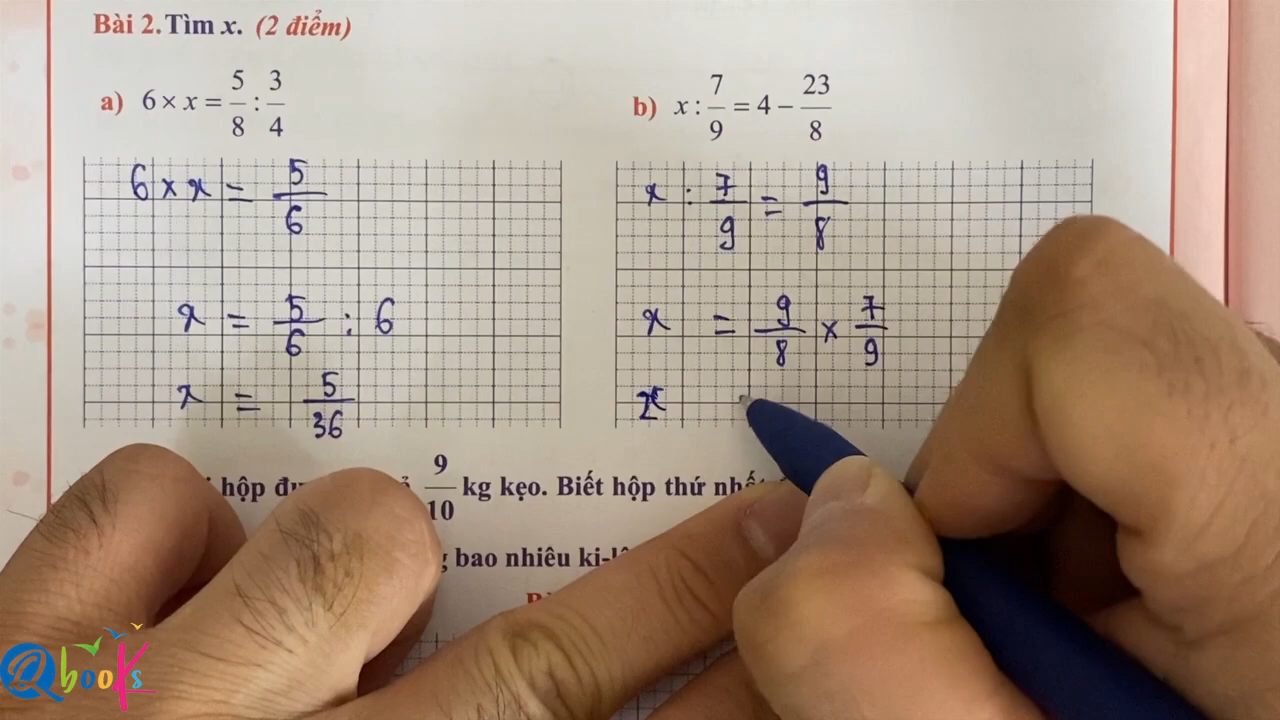 Bài 2. Tìm x. (2 điểm)
a) 6 × x = 5/8 : 3/4
b) x : 7/9 = 4 − 23/8
6 × x = 5/6
x = 5/6 : 6
x = 5/36
x : 7/9 = 9/8
x = 9/8 × 7/9
x
hộp 9/10 kg kẹo. Biết hộp thứ nhất
bao nhiêu ki-lô
Qbooks